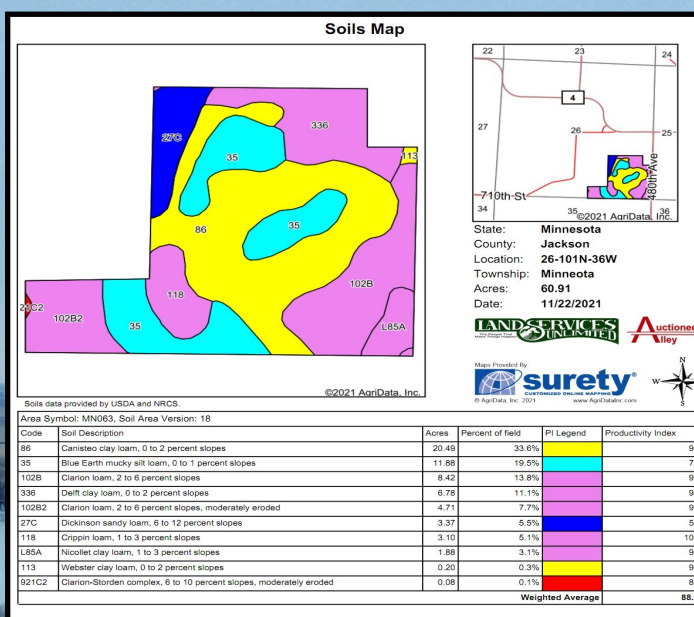 Soils Map
27C
336
35
113
86
35
118
102B
102B2
35
L85A
©2021 AgriData, Inc.
22
23
24
4
27
26
25
710th St
480th Ave
34
35
36
©2021 AgriData, Inc.
State: Minnesota
County: Jackson
Location: 26-101N-36W
Township: Minneota
Acres: 60.91
Date: 11/22/2021
LAND SERVICES
UNLIMITED
Maps Provided By
surety®
CUSTOMIZED ONLINE MAPPING
© AgriData, Inc. 2021 www.AgriDataInc.com
N
W
Soils data provided by USDA and NRCS.
Area Symbol: MN063, Soil Area Version: 18
Code Soil Description Acres Percent of field PI Legend Productivity Index
86 Canisteo clay loam, 0 to 2 percent slopes 20.49 33.6% 9
35 Blue Earth mucky silt loam, 0 to 1 percent slopes 11.88 19.5% 7
102B Clarion loam, 2 to 6 percent slopes 8.42 13.8% 9
336 Delft clay loam, 0 to 2 percent slopes 6.78 11.1% 9
102B2 Clarion loam, 2 to 6 percent slopes, moderately eroded 4.71 7.7% 9
27C Dickinson sandy loam, 6 to 12 percent slopes 3.37 5.5% 5
118 Crippin loam, 1 to 3 percent slopes 3.10 5.1% 10
L85A Nicollet clay loam, 1 to 3 percent slopes 1.88 3.1% 9
113 Webster clay loam, 0 to 2 percent slopes 0.20 0.3% 9
921C2 Clarion-Storden complex, 6 to 10 percent slopes, moderately eroded 0.08 0.1% 8
Weighted Average 88.